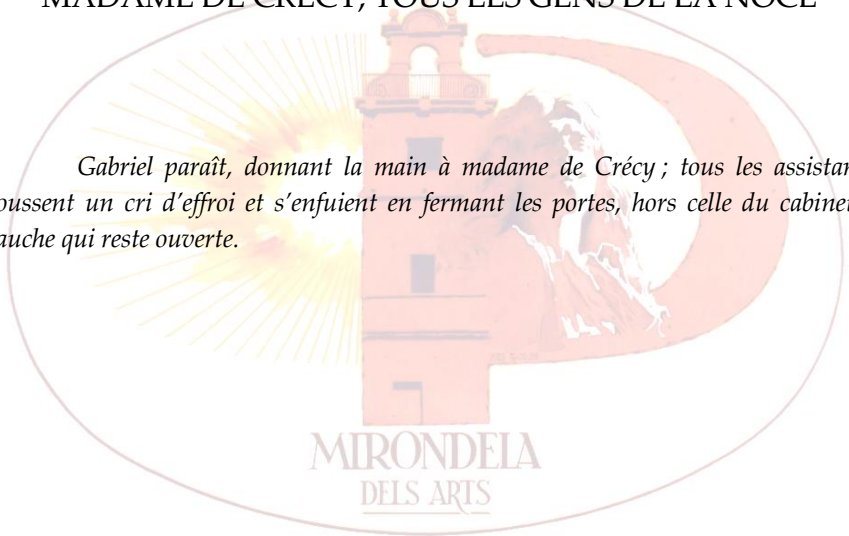 MADAME DE CRÉCY, TOUS LES GENS DE LA NOCE
Gabriel paraît, donnant la main à madame de Crécy ; tous les assistan
oussent un cri d'effroi et s'enfuient en fermant les portes, hors celle du cabine
auche qui reste ouverte.
MIRONDELA
DELS ARTS